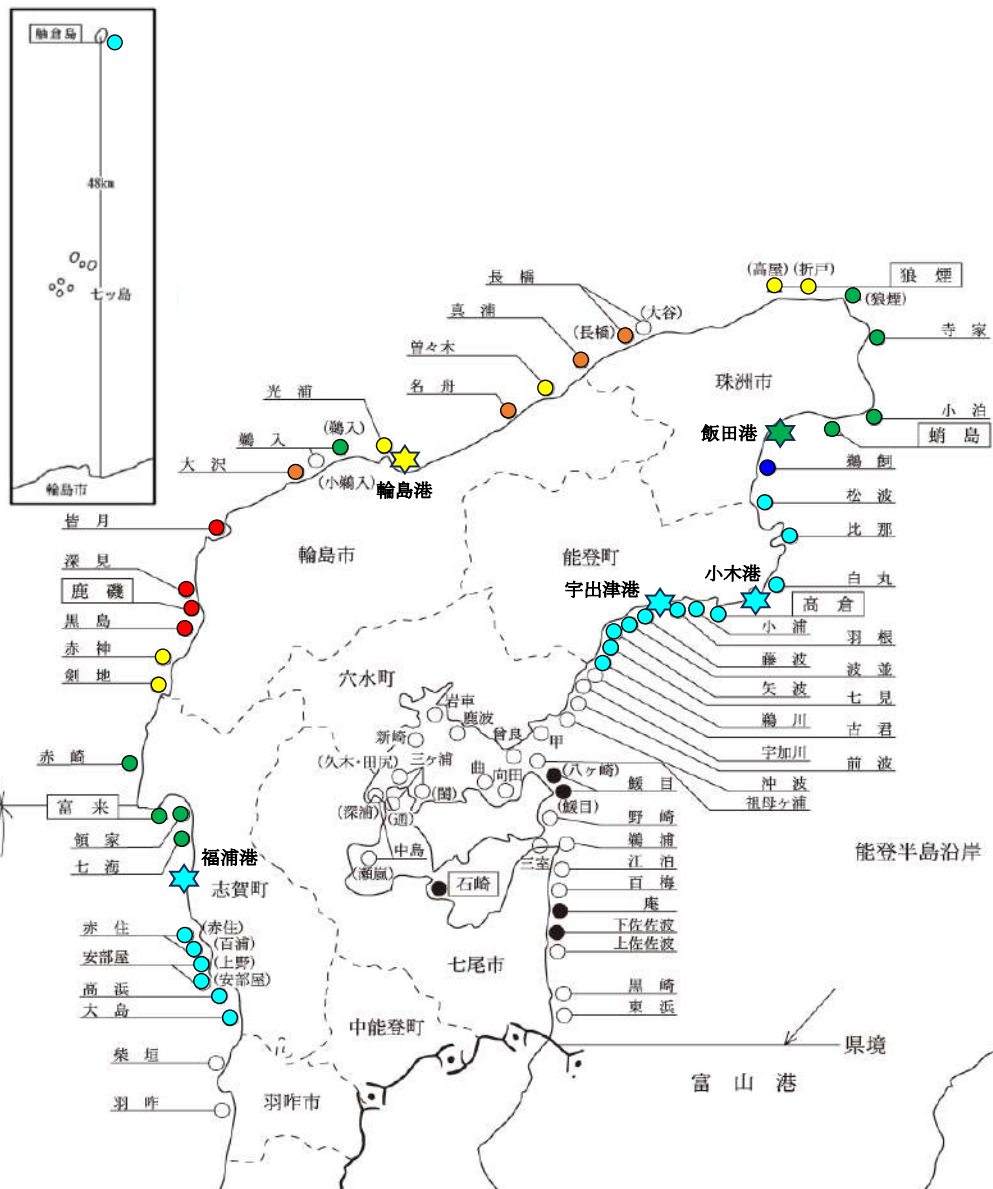 舳倉島
48km
七ッ島
輪島市
長橋
(高屋)
(折戸)
狼煙
(狼煙)
真浦
(大谷)
(長橋)
寺家
曽々木
珠洲市
光浦
名舟
鵜入
(鵜入)
小泊
飯田港
蛸島
大沢
(小鵜入)
輪島港
鵜飼
松波
皆月
比那
輪島市
能登町
深見
小木港
宇出津港
白丸
鹿磯
高倉
黒島
小浦
羽根
赤神
藤波
波並
剱地
穴水町
矢波
七見
岩車
鹿波
鵜川
古君
新崎
曾良
甲
宇加川
前波
赤崎
(久木・田尻)
三ヶ浦
曲
向田
(八ヶ崎)
鰀目
沖波
祖母ヶ浦
富来
(深浦)
(通)
(閨)
(鰀目)
野崎
領家
鵜浦
七海
福浦港
中島
三室
江泊
能登半島沿岸
志賀町
(瀬嵐)
石崎
百海
庵
赤住
(赤住)
下佐佐波
(百浦)
上佐佐波
安部屋
(上野)
七尾市
(安部屋)
高浜
黒崎
大島
東浜
中能登町
柴垣
県境
富山港
羽咋
羽咋市